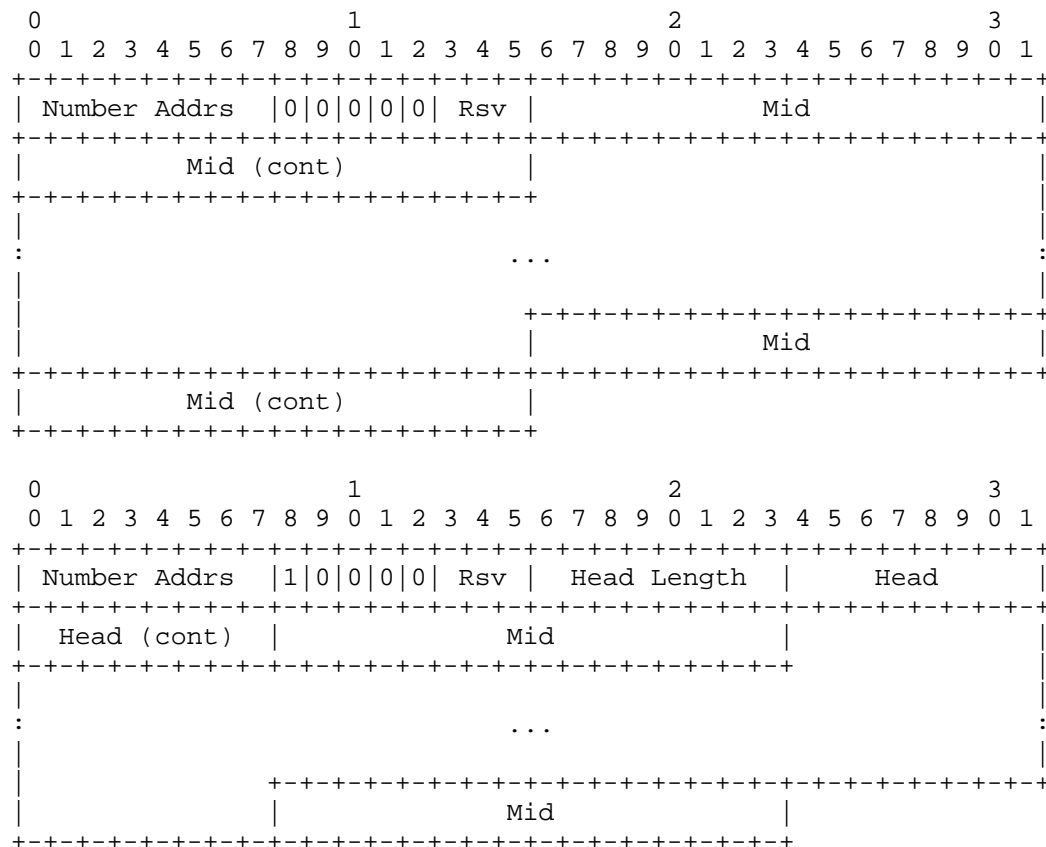 0                   1                   2                   3
 0 1 2 3 4 5 6 7 8 9 0 1 2 3 4 5 6 7 8 9 0 1 2 3 4 5 6 7 8 9 0 1
+-+-+-+-+-+-+-+-+-+-+-+-+-+-+-+-+-+-+-+-+-+-+-+-+-+-+-+-+-+-+-+-+
| Number Addrs  |0|0|0|0|0| Rsv |              Mid              |
+-+-+-+-+-+-+-+-+-+-+-+-+-+-+-+-+-+-+-+-+-+-+-+-+-+-+-+-+-+-+-+-+
|          Mid (cont)           |                               |
+-+-+-+-+-+-+-+-+-+-+-+-+-+-+-+-+                               |
|                                                               |
:                              ...                              :
|                                                               |
|                               +-+-+-+-+-+-+-+-+-+-+-+-+-+-+-+-+
|                               |              Mid              |
+-+-+-+-+-+-+-+-+-+-+-+-+-+-+-+-+-+-+-+-+-+-+-+-+-+-+-+-+-+-+-+-+
|          Mid (cont)           |
+-+-+-+-+-+-+-+-+-+-+-+-+-+-+-+-+

 0                   1                   2                   3
 0 1 2 3 4 5 6 7 8 9 0 1 2 3 4 5 6 7 8 9 0 1 2 3 4 5 6 7 8 9 0 1
+-+-+-+-+-+-+-+-+-+-+-+-+-+-+-+-+-+-+-+-+-+-+-+-+-+-+-+-+-+-+-+-+
| Number Addrs  |1|0|0|0|0| Rsv |  Head Length  |     Head      |
+-+-+-+-+-+-+-+-+-+-+-+-+-+-+-+-+-+-+-+-+-+-+-+-+-+-+-+-+-+-+-+-+
|  Head (cont)  |              Mid              |               |
+-+-+-+-+-+-+-+-+-+-+-+-+-+-+-+-+-+-+-+-+-+-+-+-+               |
|                                                               |
:                              ...                              :
|                                                               |
|               +-+-+-+-+-+-+-+-+-+-+-+-+-+-+-+-+-+-+-+-+-+-+-+-+
|               |              Mid              |
+-+-+-+-+-+-+-+-+-+-+-+-+-+-+-+-+-+-+-+-+-+-+-+-+